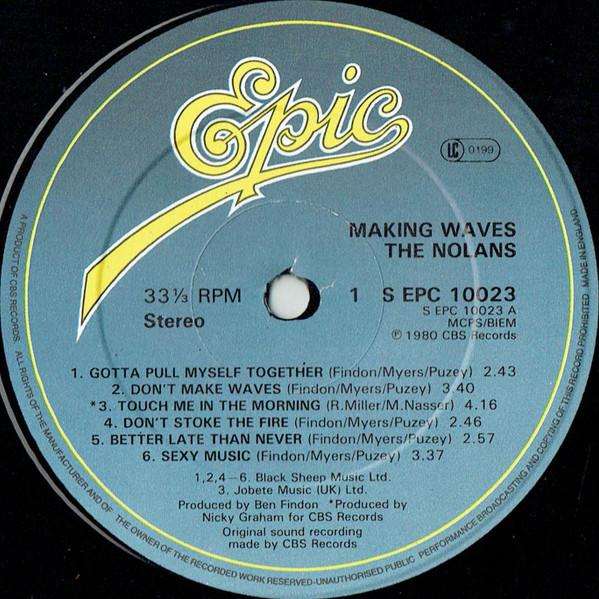 Epic
LC 0199
MAKING WAVES
THE NOLANS
33⅓ RPM
Stereo
1 S EPC 10023
S EPC 10023 A
MCPS/BIEM
℗ 1980 CBS Records
1. GOTTA PULL MYSELF TOGETHER (Findon/Myers/Puzey) 2.43
2. DON'T MAKE WAVES (Findon/Myers/Puzey) 3.40
*3. TOUCH ME IN THE MORNING (R.Miller/M.Nasser) 4.16
4. DON'T STOKE THE FIRE (Findon/Myers/Puzey) 2.46
5. BETTER LATE THAN NEVER (Findon/Myers/Puzey) 2.57
6. SEXY MUSIC (Findon/Myers/Puzey) 3.37
1,2,4—6. Black Sheep Music Ltd.
3. Jobete Music (UK) Ltd.
Produced by Ben Findon *Produced by
Nicky Graham for CBS Records
Original sound recording
made by CBS Records
A PRODUCT OF CBS RECORDS. ALL RIGHTS OF THE MANUFACTURER AND OF THE OWNER OF THE RECORDED WORK RESERVED-UNAUTHORISED PUBLIC PERFORMANCE BROADCASTING AND COPYING OF THIS RECORD PROHIBITED MADE IN ENGLAND